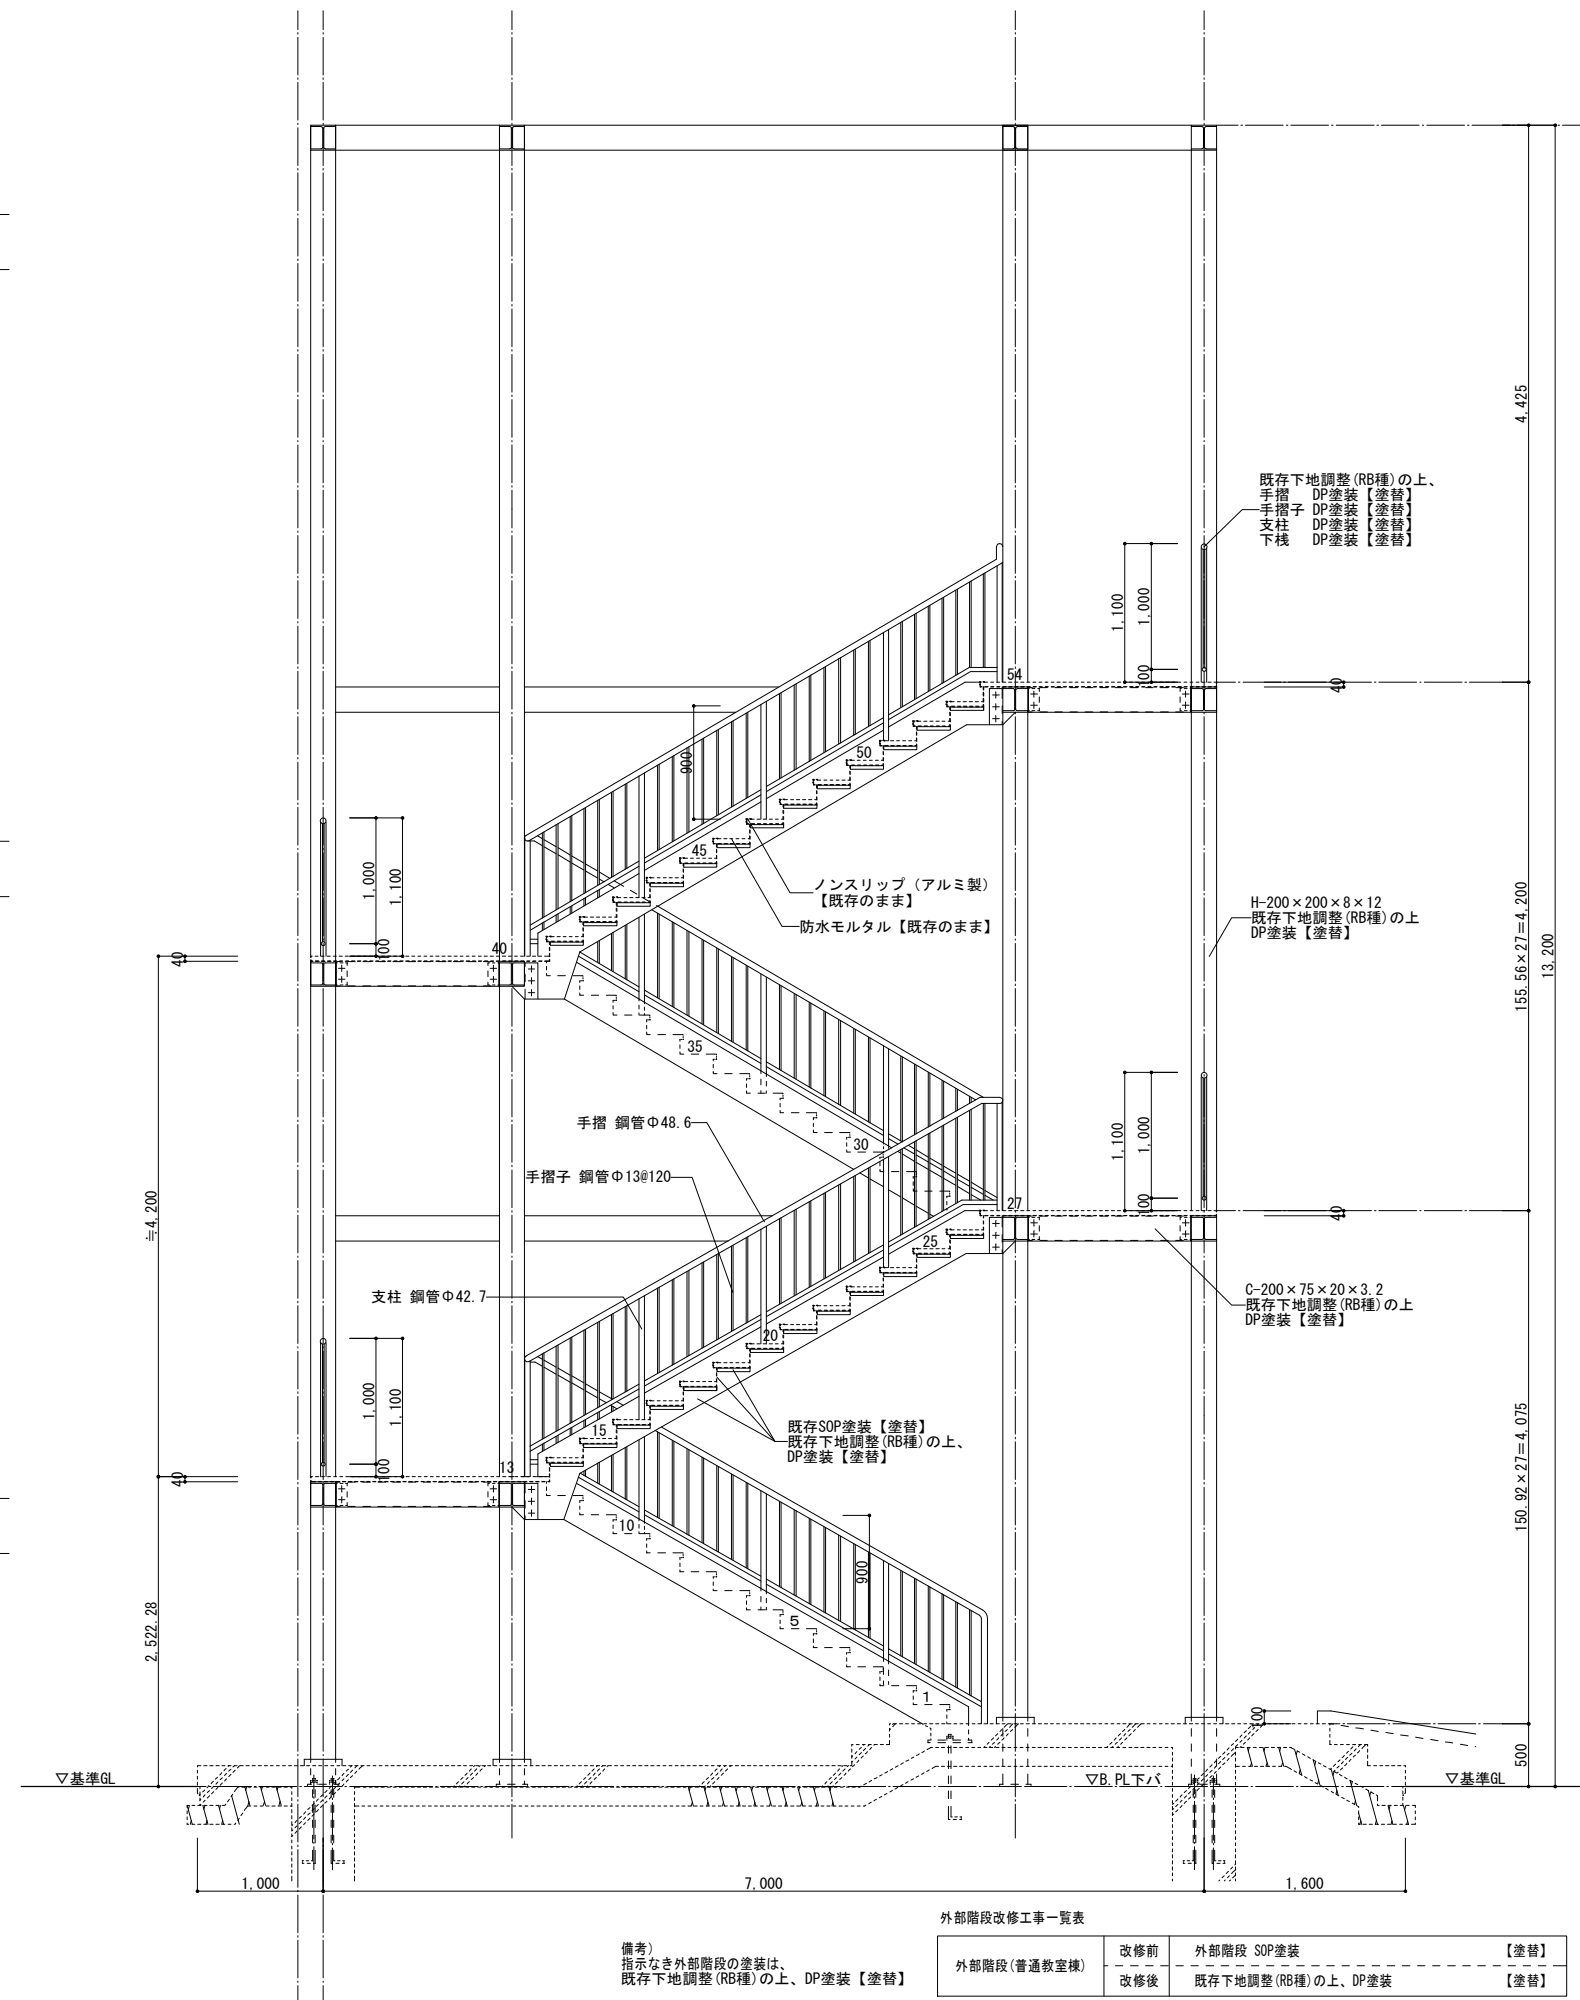 4,425
既存下地調整(RB種)の上、
手摺 DP塗装【塗替】
手摺子 DP塗装【塗替】
支柱 DP塗装【塗替】
下桟 DP塗装【塗替】
1,100
1,000
100
54
40
900
50
45
ノンスリップ（アルミ製）
【既存のまま】
防水モルタル【既存のまま】
1,000
1,100
100
40
40
H-200×200×8×12
既存下地調整(RB種)の上
DP塗装【塗替】
155.56×27＝4,200
13,200
35
30
手摺 鋼管Φ48.6
手摺子 鋼管Φ13@120
支柱 鋼管Φ42.7
1,100
1,000
100
27
40
25
20
15
13
≒4,200
C-200×75×20×3.2
既存下地調整(RB種)の上
DP塗装【塗替】
1,000
1,100
100
40
既存SOP塗装【塗替】
既存下地調整(RB種)の上、
DP塗装【塗替】
150.92×27＝4,075
10
5
1
900
2,522.28
100
500
▽基準GL
▽B.PL下バ
▽基準GL
1,000
7,000
1,600
外部階段改修工事一覧表
備考）
指示なき外部階段の塗装は、
既存下地調整(RB種)の上、DP塗装【塗替】
外部階段(普通教室棟)
改修前 外部階段 SOP塗装 【塗替】
改修後 既存下地調整(RB種)の上、DP塗装 【塗替】